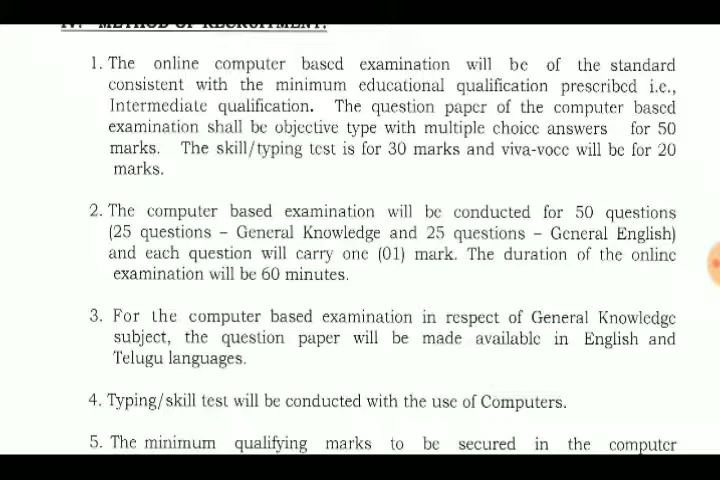 IV. METHOD OF RECRUITMENT:
1. The online computer based examination will be of the standard
consistent with the minimum educational qualification prescribed i.e.,
Intermediate qualification. The question paper of the computer based
examination shall be objective type with multiple choice answers for 50
marks. The skill/typing test is for 30 marks and viva-voce will be for 20
marks.
2. The computer based examination will be conducted for 50 questions
(25 questions – General Knowledge and 25 questions – General English)
and each question will carry one (01) mark. The duration of the online
examination will be 60 minutes.
3. For the computer based examination in respect of General Knowledge
subject, the question paper will be made available in English and
Telugu languages.
4. Typing/skill test will be conducted with the use of Computers.
5. The minimum qualifying marks to be secured in the computer